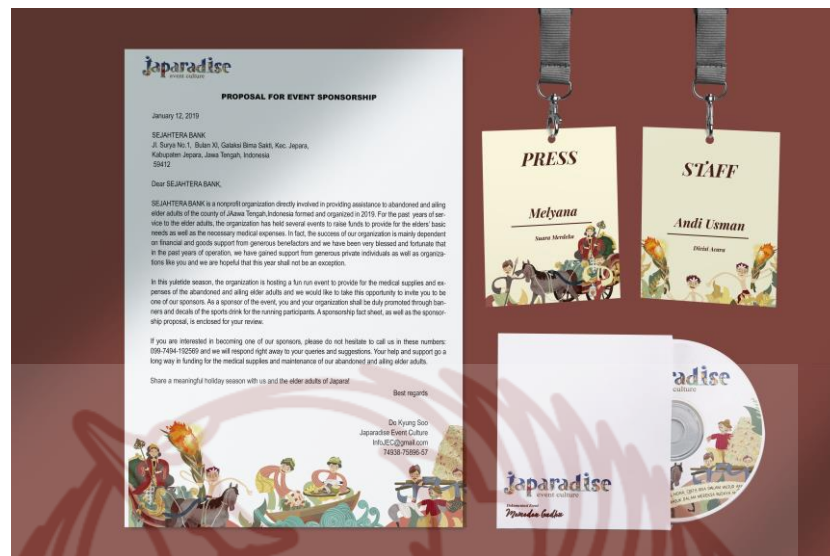 japaradise
event culture
PROPOSAL FOR EVENT SPONSORSHIP
January 12, 2019
SEJAHTERA BANK
Jl. Surya No.1, Bulan XI, Galaksi Bima Sakti, Kec. Jepara,
Kabupaten Jepara, Jawa Tengah, Indonesia
59412
Dear SEJAHTERA BANK,
SEJAHTERA BANK is a nonprofit organization directly involved in providing assistance to abandoned and ailing
elder adults of the county of JAawa Tengah,Indonesia formed and organized in 2019. For the past years of ser-
vice to the elder adults, the organization has held several events to raise funds to provide for the elders' basic
needs as well as the necessary medical expenses. In fact, the success of our organization is mainly dependent
on financial and goods support from generous benefactors and we have been very blessed and fortunate that
in the past years of operation, we have gained support from generous private individuals as well as organiza-
tions like you and we are hopeful that this year shall not be an exception.
In this yuletide season, the organization is hosting a fun run event to provide for the medical supplies and ex-
penses of the abandoned and ailing elder adults and we would like to take this opportunity to invite you to be
one of our sponsors. As a sponsor of the event, you and your organization shall be duly promoted through ban-
ners and decals of the sports drink for the running participants. A sponsorship fact sheet, as well as the sponsor-
ship proposal, is enclosed for your review.
If you are interested in becoming one of our sponsors, please do not hesitate to call us in these numbers:
099-7494-192569 and we will respond right away to your queries and suggestions. Your help and support go a
long way in funding for the medical supplies and maintenance of our abandoned and ailing elder adults.
Share a meaningful holiday season with us and the elder adults of Japara!
Best regards
Do Kyung Soo
Japaradise Event Culture
InfoJEC@gmail.com
74938-75896-57
PRESS
Melyana
Suara Merdeka
STAFF
Andi Usman
Divisi Acara
japaradise
event culture
adise
culture